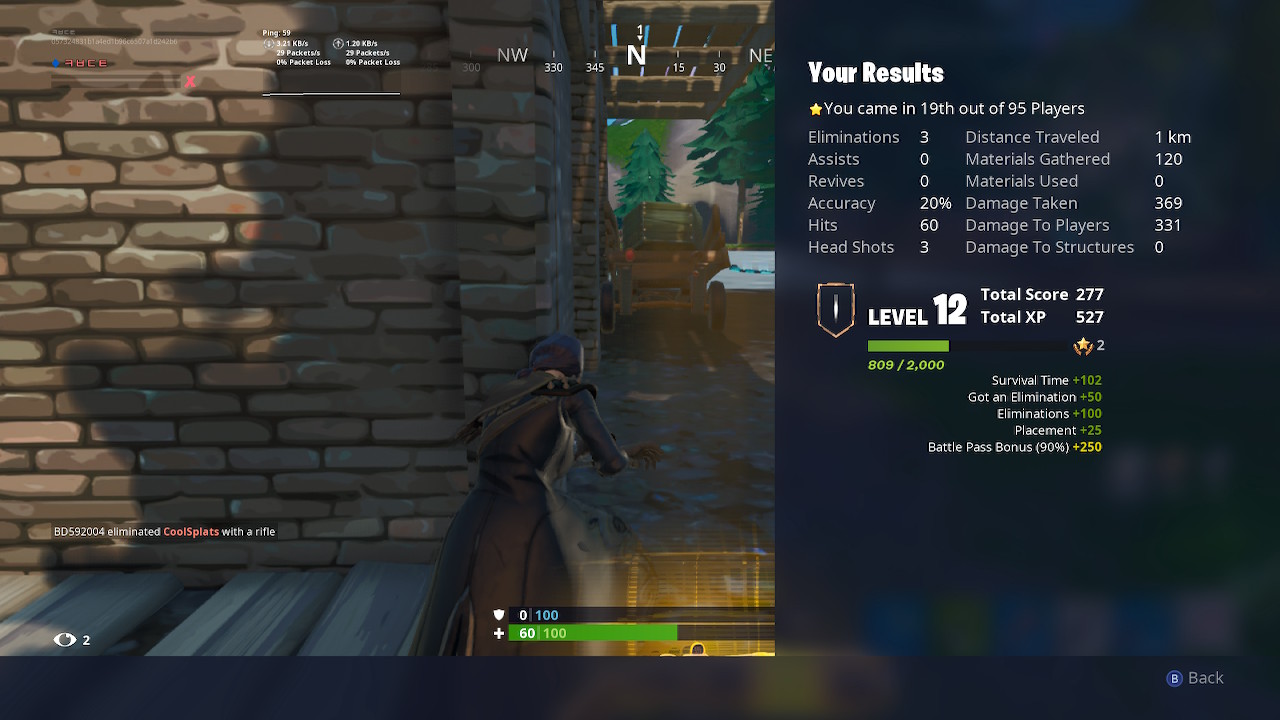 Ping: 59
3.21 KB/s 1.20 KB/s
29 Packets/s 29 Packets/s
0% Packet Loss 0% Packet Loss
1
300 NW 330 345 N 15 30 NE
Your Results
You came in 19th out of 95 Players
Eliminations 3 Distance Traveled 1 km
Assists 0 Materials Gathered 120
Revives 0 Materials Used 0
Accuracy 20% Damage Taken 369
Hits 60 Damage To Players 331
Head Shots 3 Damage To Structures 0
LEVEL 12
Total Score 277
Total XP 527
2
809 / 2,000
Survival Time +102
Got an Elimination +50
Eliminations +100
Placement +25
Battle Pass Bonus (90%) +250
BD592004 eliminated CoolSplats with a rifle
0 | 100
60 | 100
2
B Back